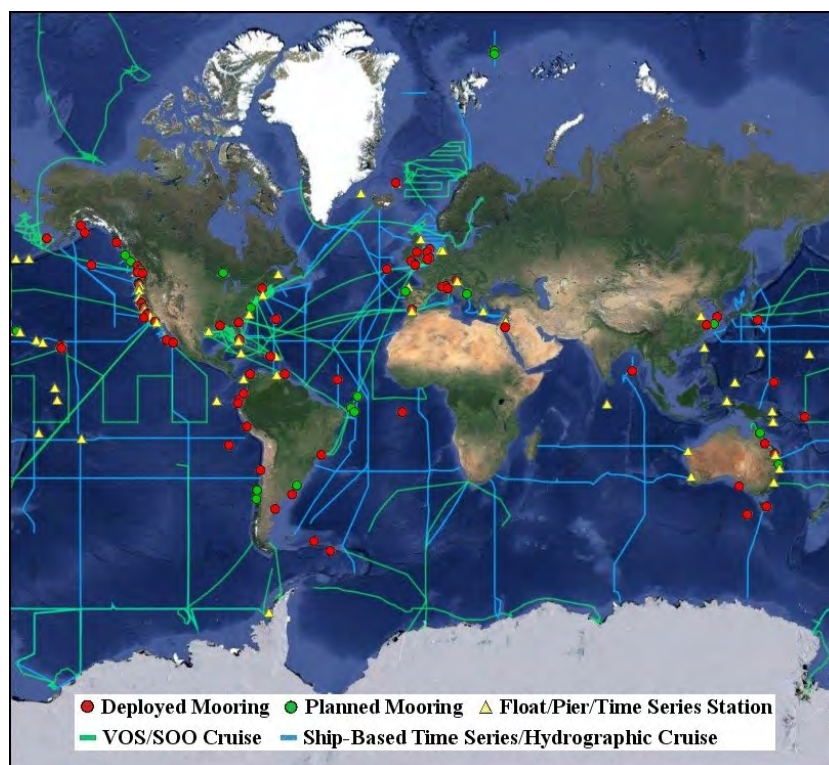 Deployed Mooring Planned Mooring Float/Pier/Time Series Station
VOS/SOO Cruise Ship-Based Time Series/Hydrographic Cruise